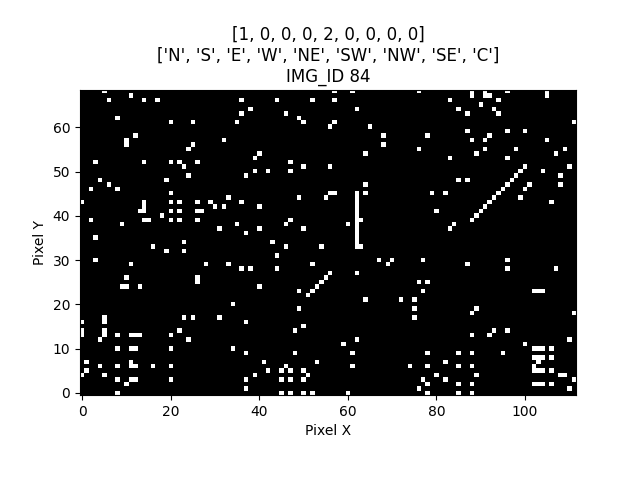 [1, 0, 0, 0, 2, 0, 0, 0, 0]
['N', 'S', 'E', 'W', 'NE', 'SW', 'NW', 'SE', 'C']
IMG_ID 84
Pixel Y
60
50
40
30
20
10
0
0 20 40 60 80 100
Pixel X